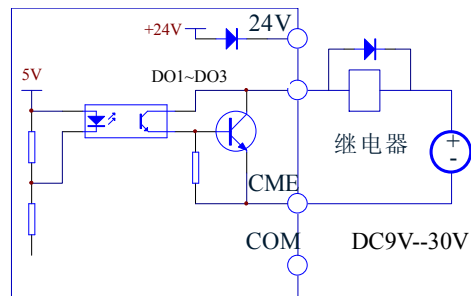 +24V
24V
5V
DO1~DO3
继电器
+
-
CME
COM
DC9V--30V